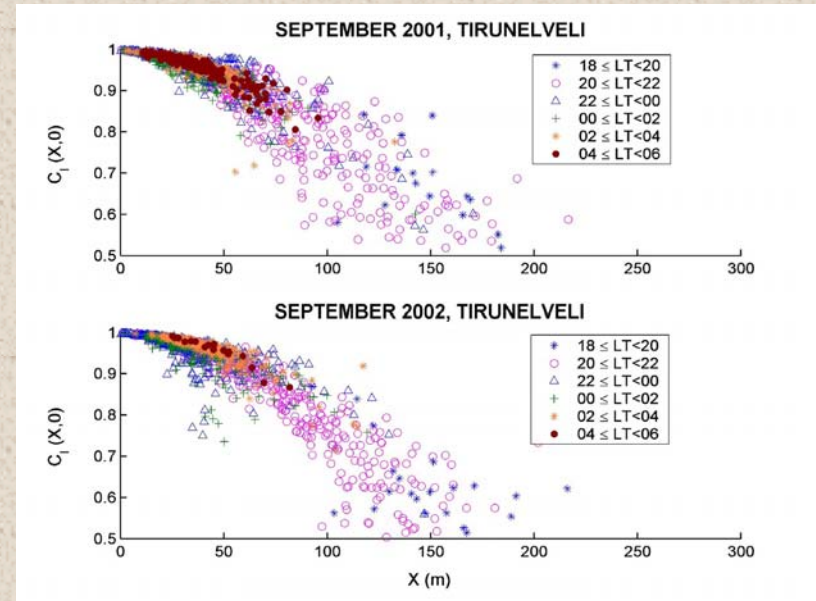 SEPTEMBER 2001, TIRUNELVELI
1
0.9
0.8
0.7
0.6
0.5
C_I (X,0)
0
50
100
150
200
250
300
18 ≤ LT<20
20 ≤ LT<22
22 ≤ LT<00
00 ≤ LT<02
02 ≤ LT<04
04 ≤ LT<06
SEPTEMBER 2002, TIRUNELVELI
1
0.9
0.8
0.7
0.6
0.5
C_I (X,0)
0
50
100
150
200
250
300
18 ≤ LT<20
20 ≤ LT<22
22 ≤ LT<00
00 ≤ LT<02
02 ≤ LT<04
04 ≤ LT<06
X (m)